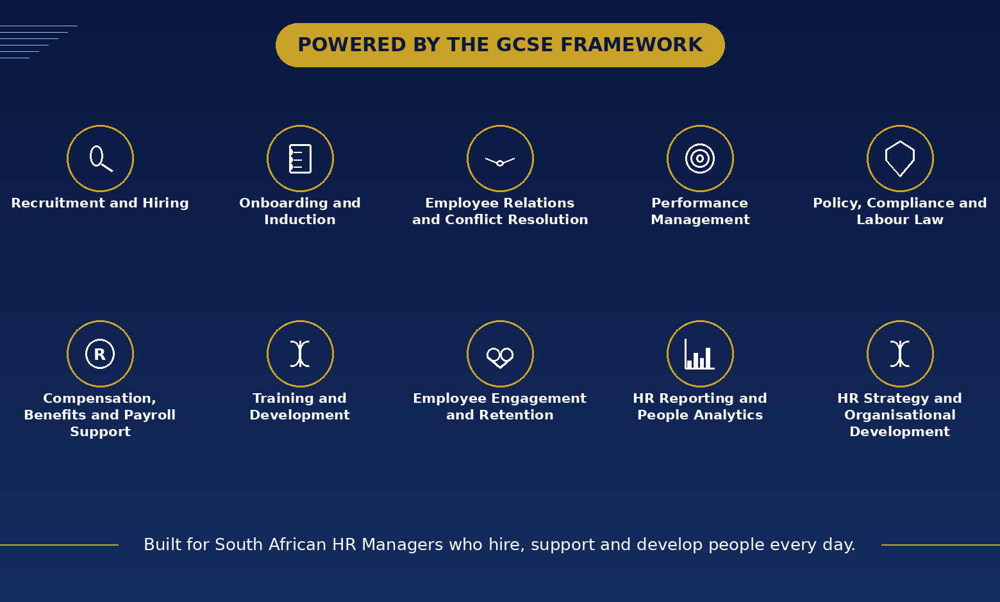 POWERED BY THE GCSE FRAMEWORK
Recruitment and Hiring
Onboarding and
Induction
Employee Relations
and Conflict Resolution
Performance
Management
Policy, Compliance and
Labour Law
R
Compensation,
Benefits and Payroll
Support
Training and
Development
Employee Engagement
and Retention
HR Reporting and
People Analytics
HR Strategy and
Organisational
Development
Built for South African HR Managers who hire, support and develop people every day.